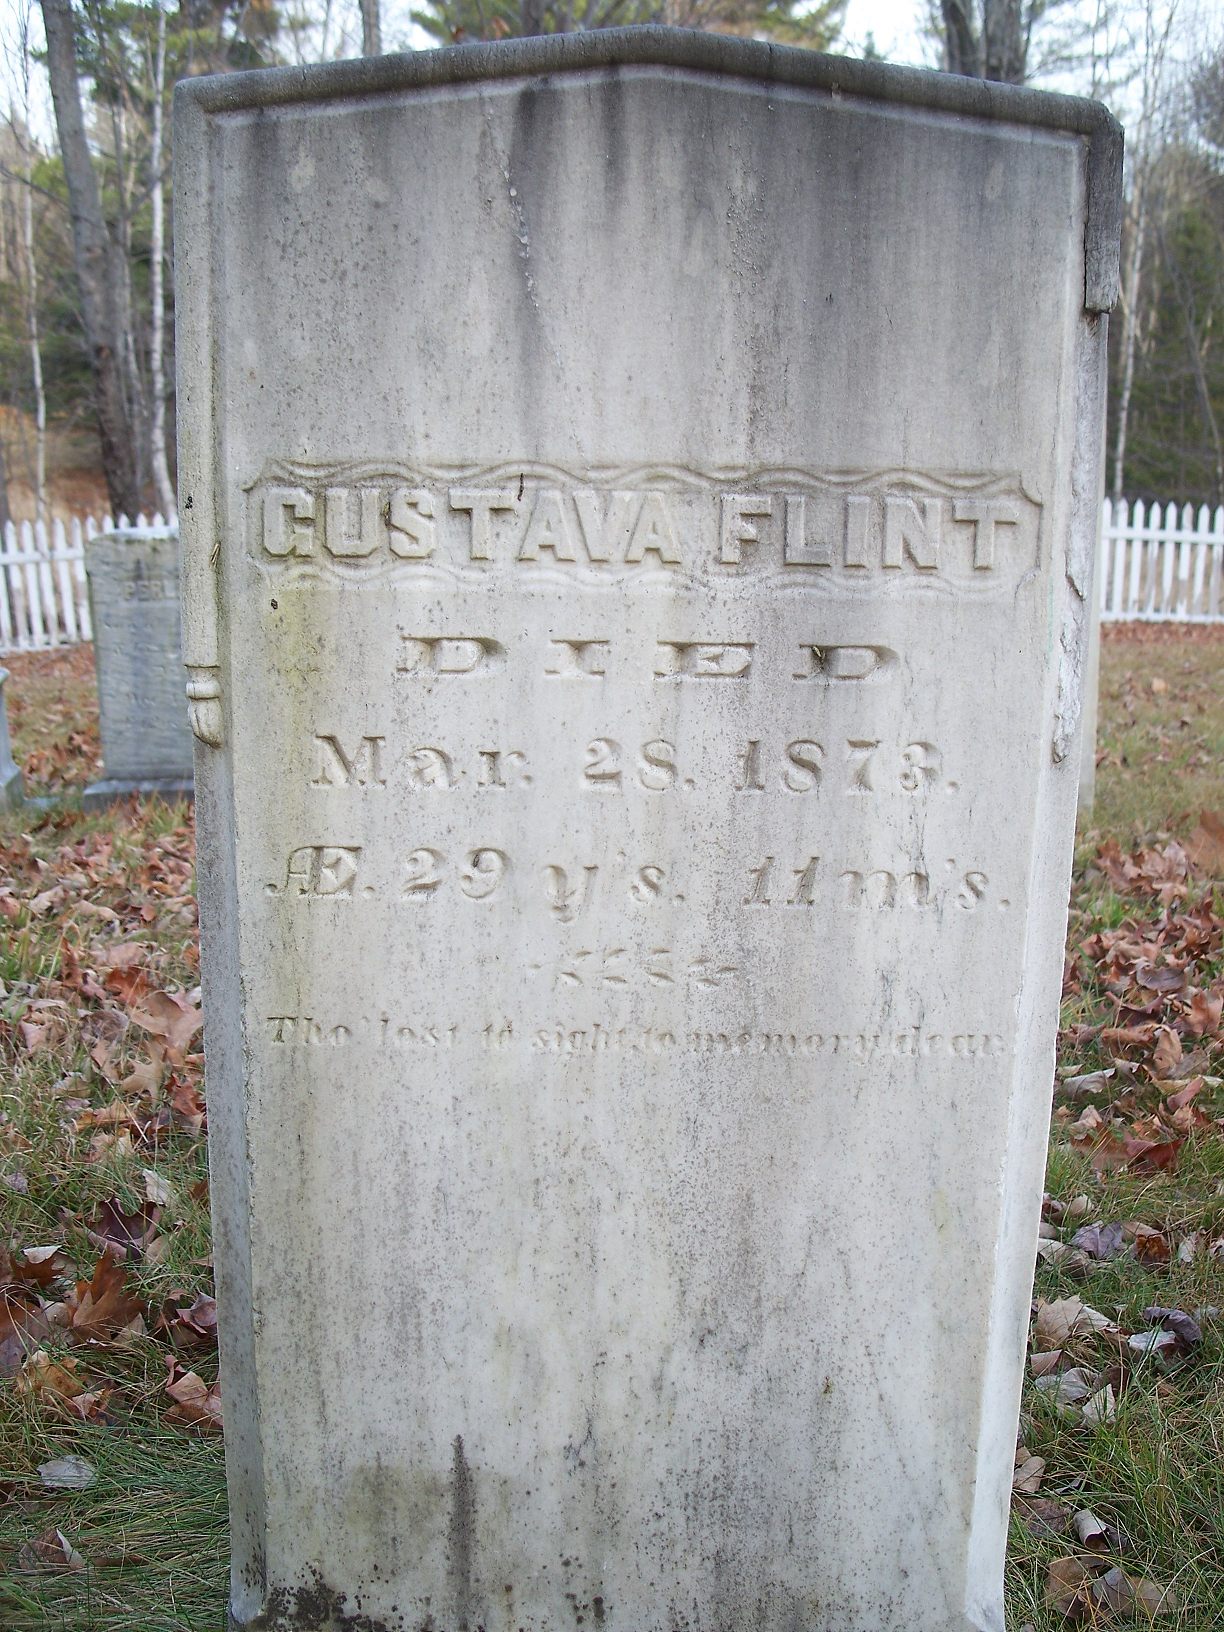 GUSTAVA FLINT
DIED
Mar. 28. 1873.
Æ. 29 y's. 11 m's.
Tho' lost to sight, to memory dear.